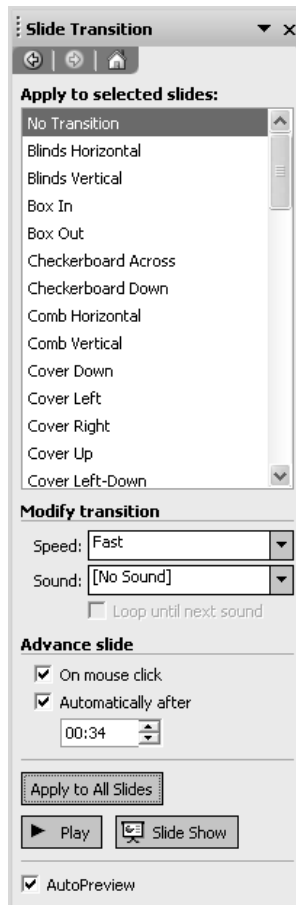 Slide Transition
Apply to selected slides:
No Transition
Blinds Horizontal
Blinds Vertical
Box In
Box Out
Checkerboard Across
Checkerboard Down
Comb Horizontal
Comb Vertical
Cover Down
Cover Left
Cover Right
Cover Up
Cover Left-Down
Modify transition
Speed: Fast
Sound: [No Sound]
Loop until next sound
Advance slide
On mouse click
Automatically after
00:34
Apply to All Slides
Play Slide Show
AutoPreview